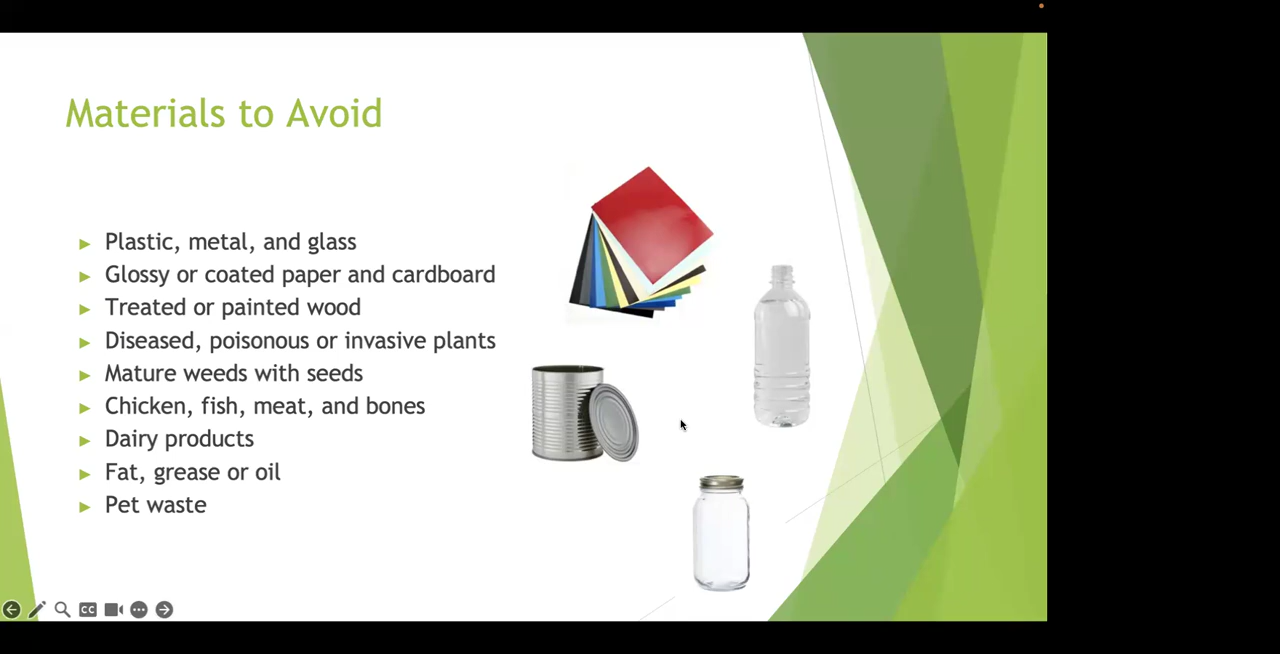 Materials to Avoid
Plastic, metal, and glass
Glossy or coated paper and cardboard
Treated or painted wood
Diseased, poisonous or invasive plants
Mature weeds with seeds
Chicken, fish, meat, and bones
Dairy products
Fat, grease or oil
Pet waste
CC